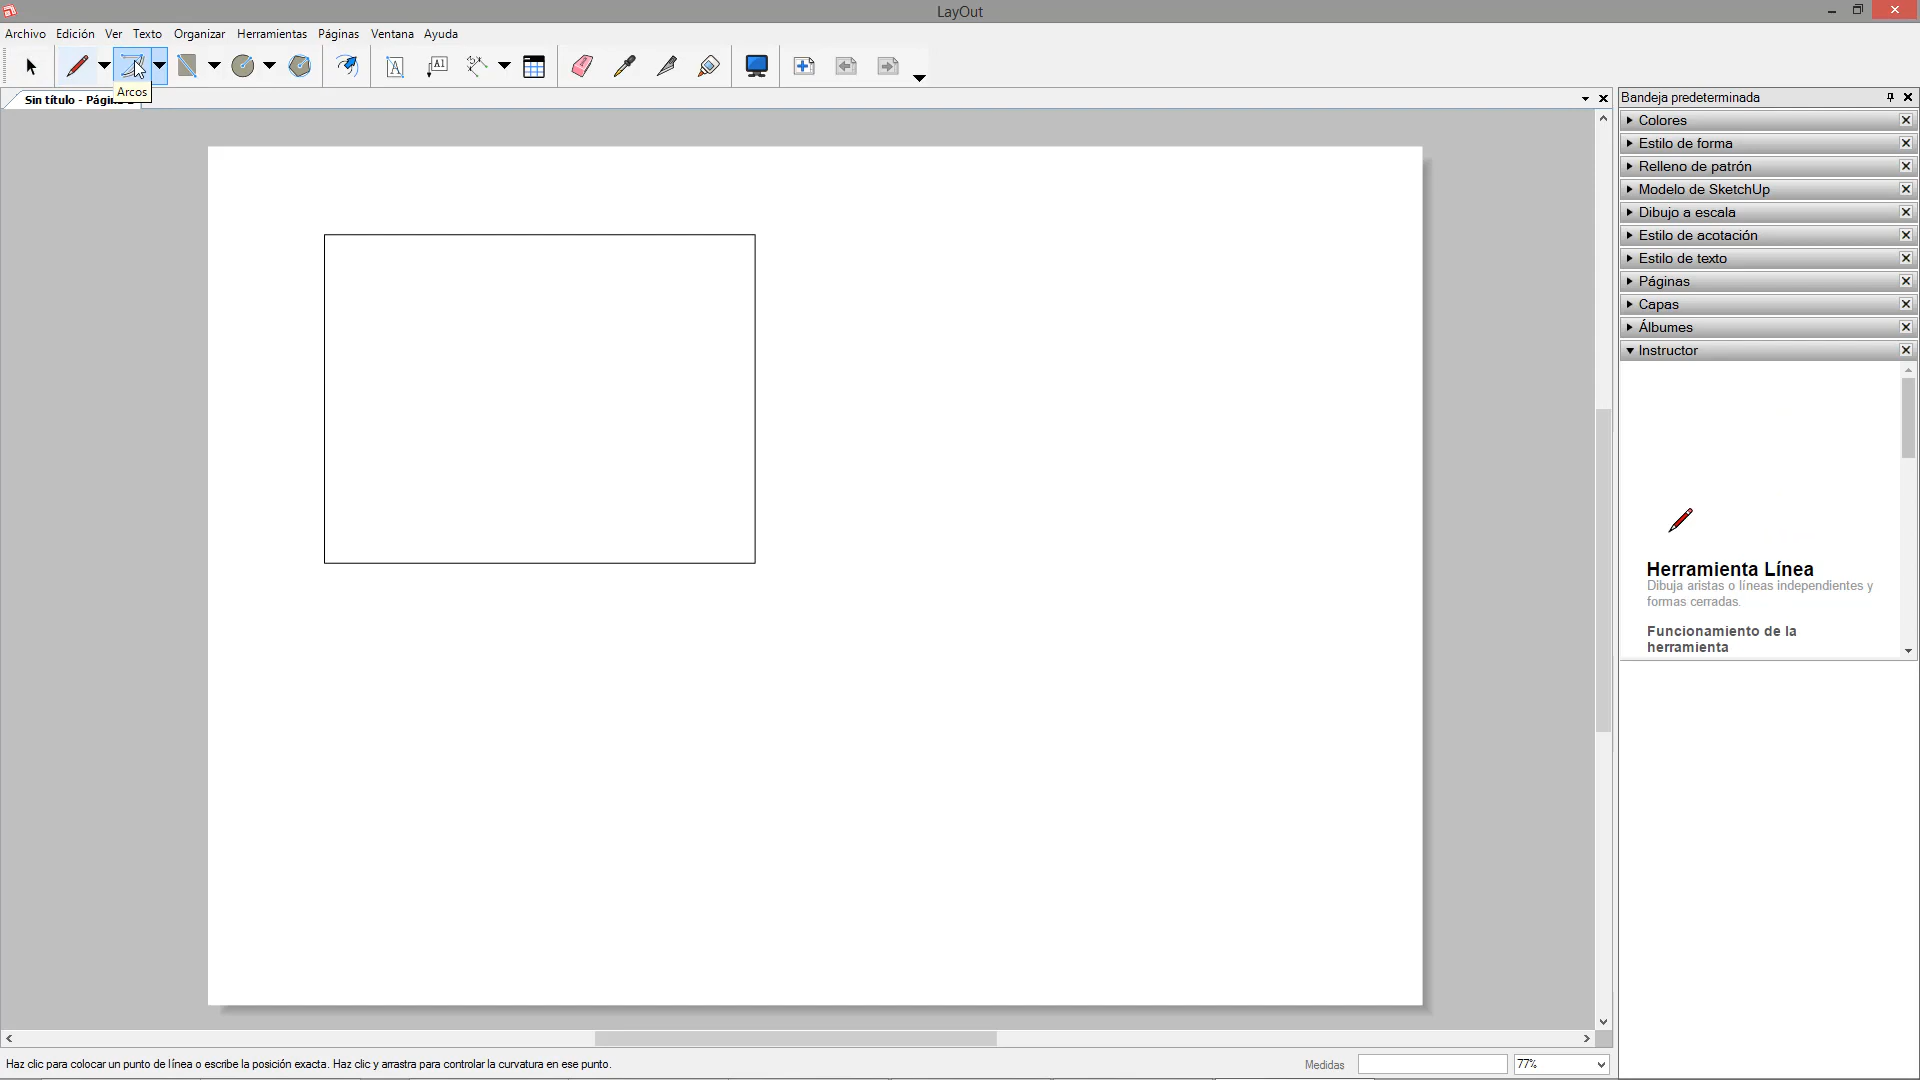 LayOut
Archivo Edición Ver Texto Organizar Herramientas Páginas Ventana Ayuda
Arcos
Sin título - Págin
Bandeja predeterminada
Colores
Estilo de forma
Relleno de patrón
Modelo de SketchUp
Dibujo a escala
Estilo de acotación
Estilo de texto
Páginas
Capas
Álbumes
Instructor
Herramienta Línea
Dibuja aristas o líneas independientes y
formas cerradas.
Funcionamiento de la
herramienta
Haz clic para colocar un punto de línea o escribe la posición exacta. Haz clic y arrastra para controlar la curvatura en ese punto.
Medidas
77%